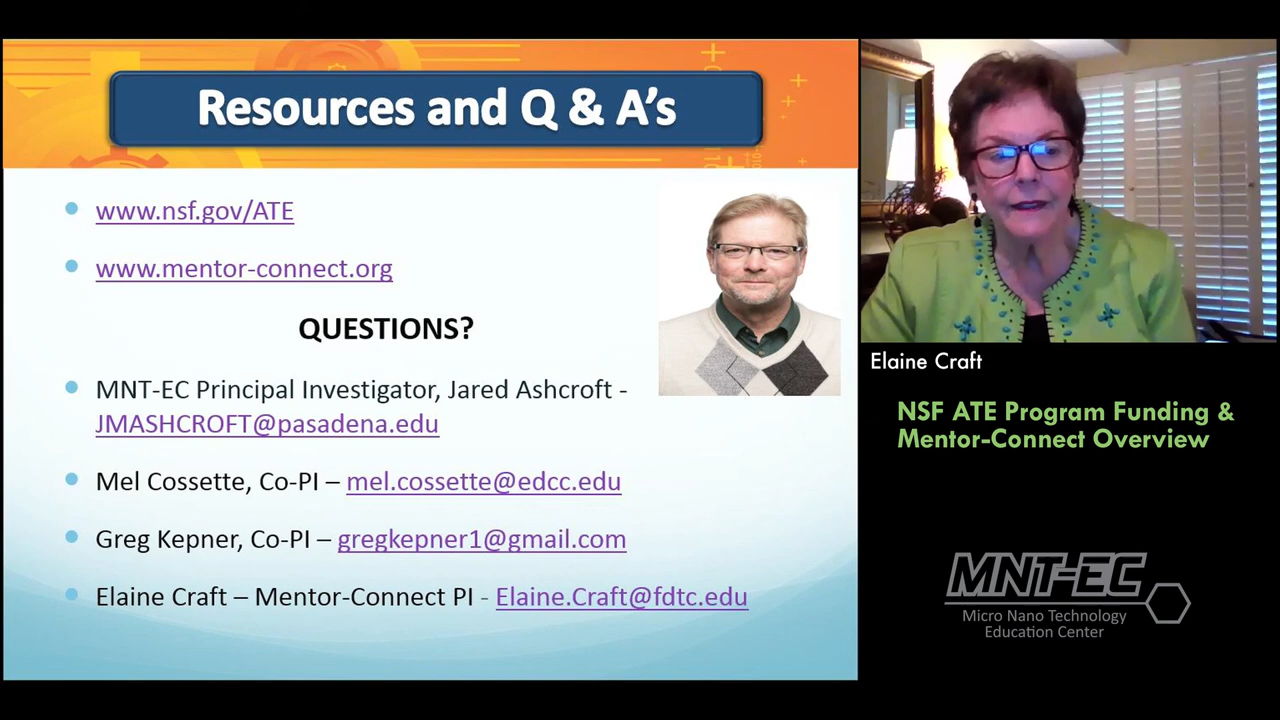 Resources and Q & A's
www.nsf.gov/ATE
www.mentor-connect.org
QUESTIONS?
MNT-EC Principal Investigator, Jared Ashcroft -
JMASHCROFT@pasadena.edu
Mel Cossette, Co-PI – mel.cossette@edcc.edu
Greg Kepner, Co-PI – gregkepner1@gmail.com
Elaine Craft – Mentor-Connect PI - Elaine.Craft@fdtc.edu
Elaine Craft
NSF ATE Program Funding &
Mentor-Connect Overview
MNT-EC
Micro Nano Technology
Education Center